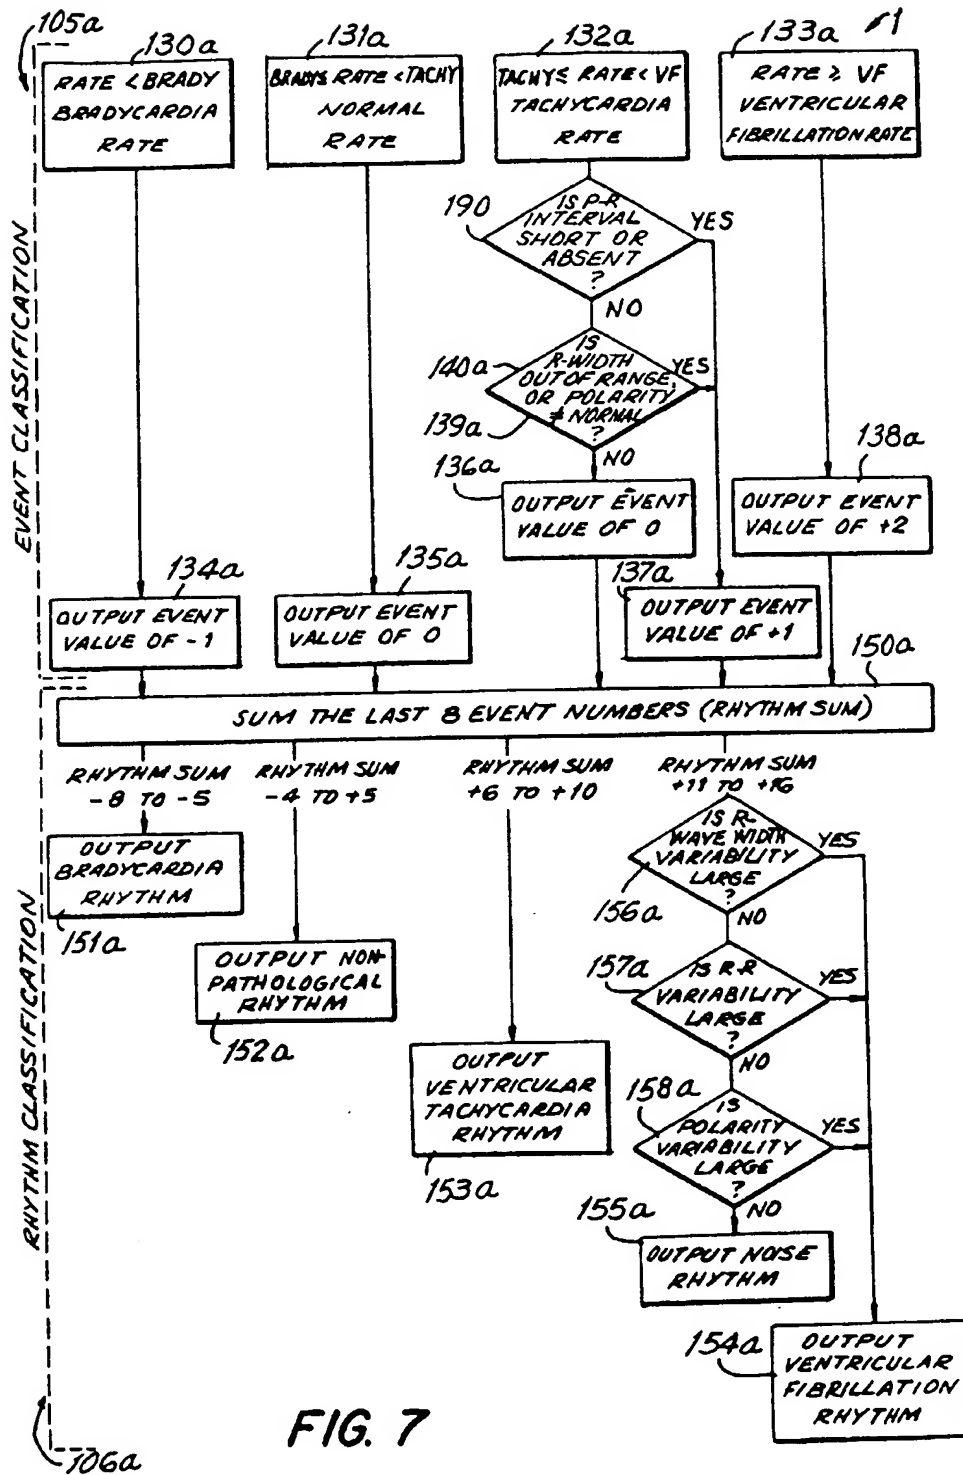 105a
130a
131a
132a
133a
1
RATE < BRADY
BRADYCARDIA
RATE
BRADY ≤ RATE < TACHY
NORMAL
RATE
TACHY ≤ RATE < VF
TACHYCARDIA
RATE
RATE ≥ VF
VENTRICULAR
FIBRILLATION RATE
EVENT CLASSIFICATION
190
IS P-R
INTERVAL
SHORT OR
ABSENT
?
YES
NO
140a
139a
IS
R-WIDTH
OUT OF RANGE,
OR POLARITY
≠ NORMAL
?
YES
NO
136a
OUTPUT EVENT
VALUE OF 0
138a
OUTPUT EVENT
VALUE OF +2
134a
OUTPUT EVENT
VALUE OF -1
135a
OUTPUT EVENT
VALUE OF 0
137a
OUTPUT EVENT
VALUE OF +1
150a
SUM THE LAST 8 EVENT NUMBERS (RHYTHM SUM)
RHYTHM SUM
-8 TO -5
RHYTHM SUM
-4 TO +5
RHYTHM SUM
+6 TO +10
RHYTHM SUM
+11 TO +16
RHYTHM CLASSIFICATION
OUTPUT
BRADYCARDIA
RHYTHM
151a
IS R-
WAVE WIDTH
VARIABILITY
LARGE
?
YES
156a
NO
OUTPUT NON-
PATHOLOGICAL
RHYTHM
152a
157a
IS R-R
VARIABILITY
LARGE
?
YES
NO
OUTPUT
VENTRICULAR
TACHYCARDIA
RHYTHM
153a
158a
IS
POLARITY
VARIABILITY
LARGE
?
YES
NO
155a
OUTPUT NOISE
RHYTHM
154a
OUTPUT
VENTRICULAR
FIBRILLATION
RHYTHM
FIG. 7
106a